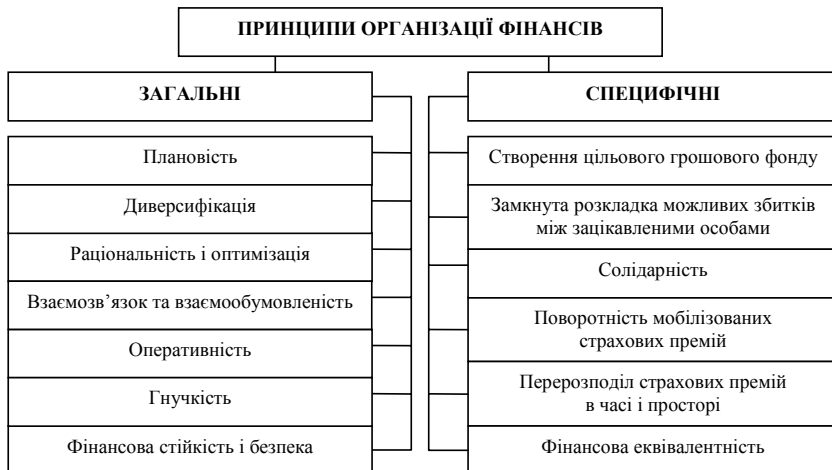 ПРИНЦИПИ ОРГАНІЗАЦІЇ ФІНАНСІВ
ЗАГАЛЬНІ
Плановість
Диверсифікація
Раціональність і оптимізація
Взаємозв’язок та взаємообумовленість
Оперативність
Гнучкість
Фінансова стійкість і безпека
СПЕЦИФІЧНІ
Створення цільового грошового фонду
Замкнута розкладка можливих збитків
між зацікавленими особами
Солідарність
Поворотність мобілізованих
страхових премій
Перерозподіл страхових премій
в часі і просторі
Фінансова еквівалентність